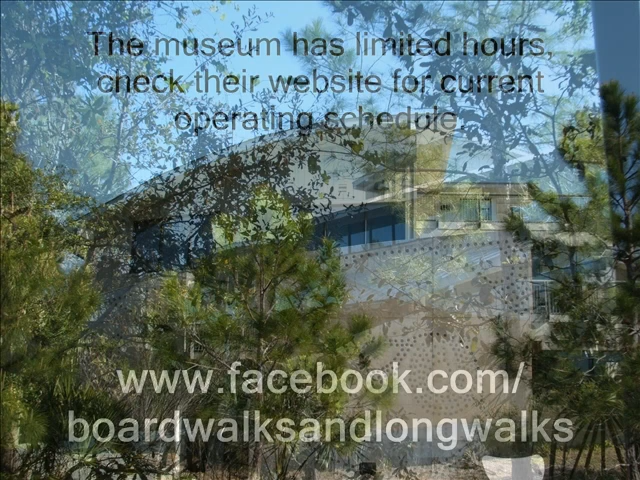 The museum has limited hours,
check their website for current
operating schedule.
www.facebook.com/
boardwalksandlongwalks